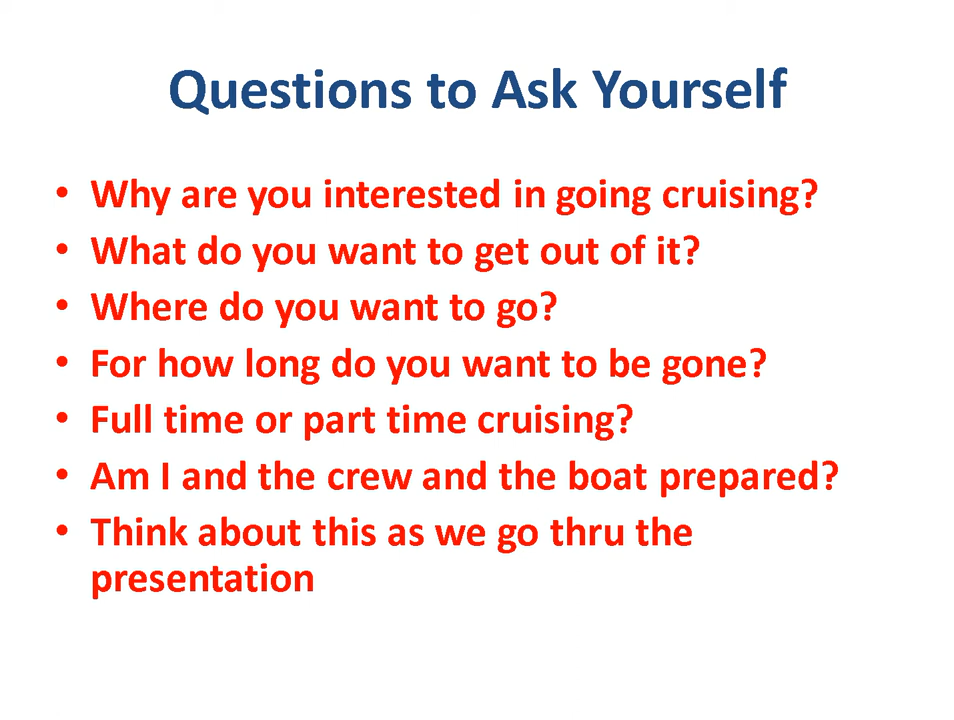 Questions to Ask Yourself
• Why are you interested in going cruising?
• What do you want to get out of it?
• Where do you want to go?
• For how long do you want to be gone?
• Full time or part time cruising?
• Am I and the crew and the boat prepared?
• Think about this as we go thru the
presentation